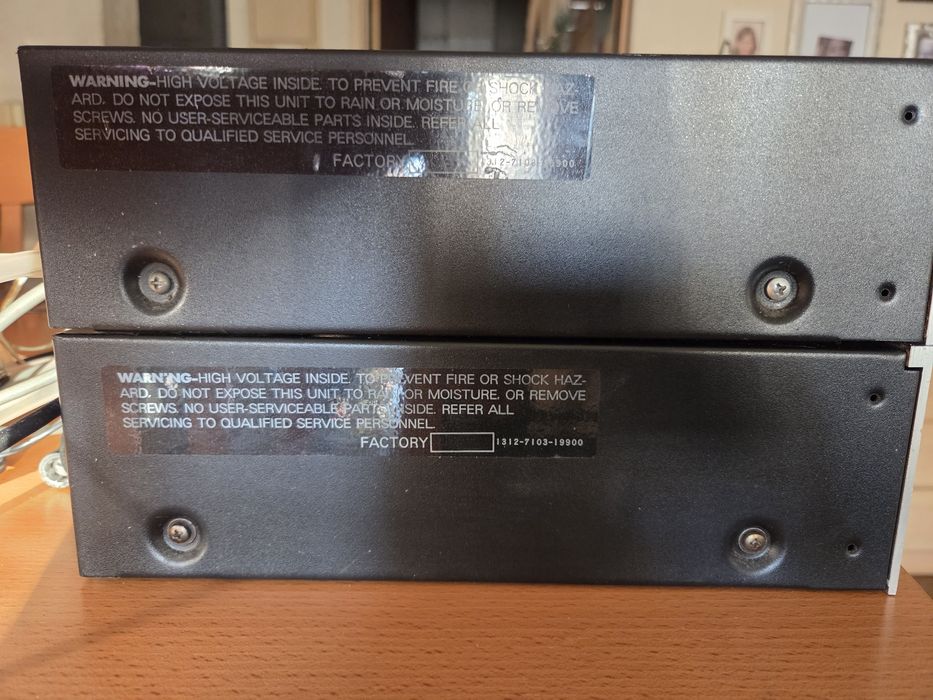 WARNING-HIGH VOLTAGE INSIDE. TO PREVENT FIRE OR SHOCK HAZ-
ARD, DO NOT EXPOSE THIS UNIT TO RAIN OR MOISTURE, OR REMOVE
SCREWS. NO USER-SERVICEABLE PARTS INSIDE. REFER ALL
SERVICING TO QUALIFIED SERVICE PERSONNEL.
FACTORY 1312-7103-19900
WARNING-HIGH VOLTAGE INSIDE. TO PREVENT FIRE OR SHOCK HAZ-
ARD, DO NOT EXPOSE THIS UNIT TO RAIN OR MOISTURE, OR REMOVE
SCREWS. NO USER-SERVICEABLE PARTS INSIDE. REFER ALL
SERVICING TO QUALIFIED SERVICE PERSONNEL.
FACTORY 1312-7103-19900